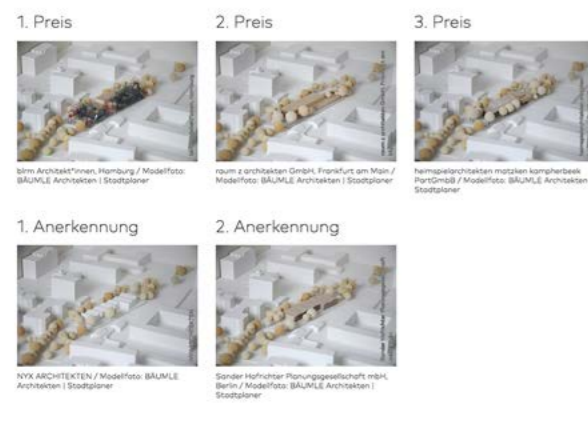 1. Preis
2. Preis
3. Preis
blrm Architekt*innen, Hamburg / Modellfoto:
BÄUMLE Architekten | Stadtplaner
raum z architekten GmbH, Frankfurt am Main /
Modellfoto: BÄUMLE Architekten | Stadtplaner
heimspielarchitekten matzken kampherbeek
PartGmbB / Modellfoto: BÄUMLE Architekten
Stadtplaner
1. Anerkennung
2. Anerkennung
NYX ARCHITEKTEN / Modellfoto: BÄUMLE
Architekten | Stadtplaner
Sander Hofrichter Planungsgesellschaft mbH,
Berlin / Modellfoto: BÄUMLE Architekten |
Stadtplaner